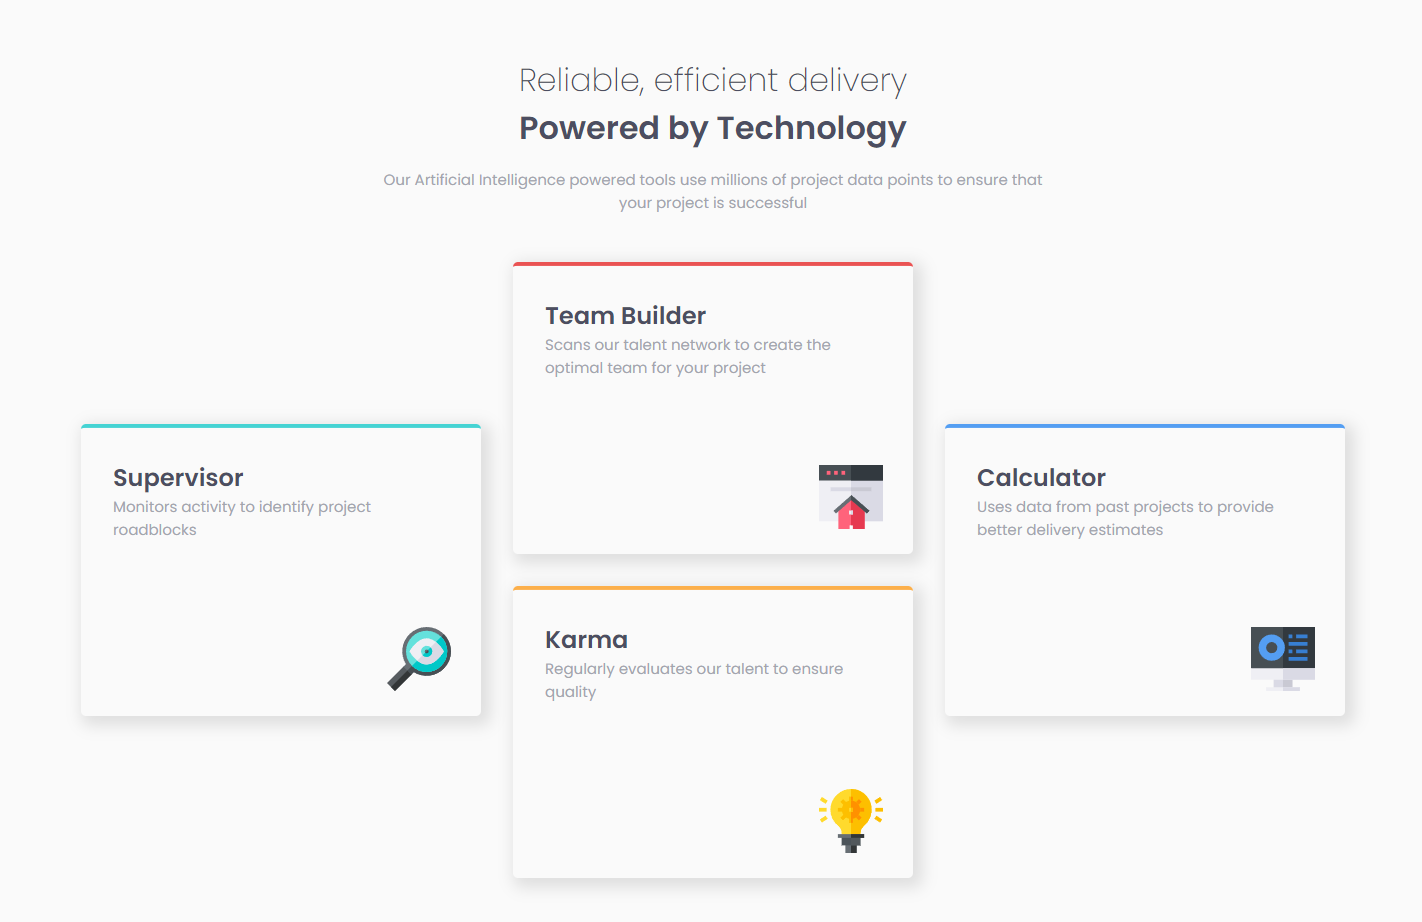 Reliable, efficient delivery
Powered by Technology
Our Artificial Intelligence powered tools use millions of project data points to ensure that
your project is successful
Team Builder
Scans our talent network to create the
optimal team for your project
Supervisor
Monitors activity to identify project
roadblocks
Calculator
Uses data from past projects to provide
better delivery estimates
Karma
Regularly evaluates our talent to ensure
quality